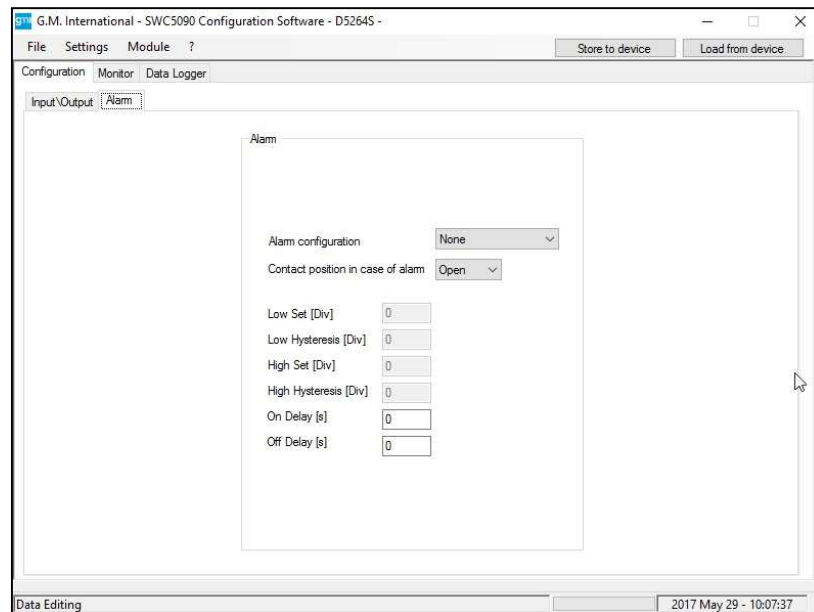 gmi G.M. International - SWC5090 Configuration Software - D5264S -
File Settings Module ? Store to device Load from device
Configuration Monitor Data Logger
Input\Output Alarm
Alarm
Alarm configuration None
Contact position in case of alarm Open
Low Set [Div] 0
Low Hysteresis [Div] 0
High Set [Div] 0
High Hysteresis [Div] 0
On Delay [s] 0
Off Delay [s] 0
Data Editing 2017 May 29 - 10:07:37